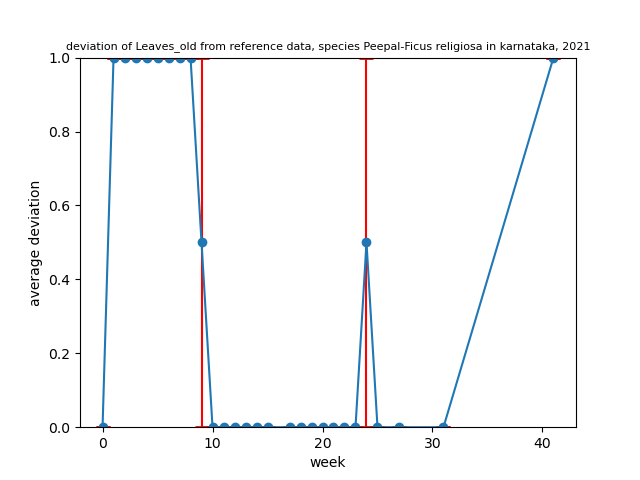 deviation of Leaves_old from reference data, species Peepal-Ficus religiosa in karnataka, 2021
average deviation
1.0
0.8
0.6
0.4
0.2
0.0
0 10 20 30 40
week